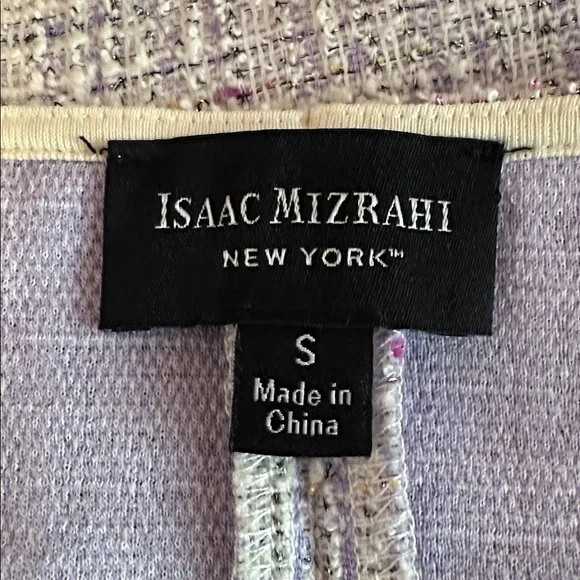 ISAAC MIZRAHI
NEW YORK™
S
Made in
China